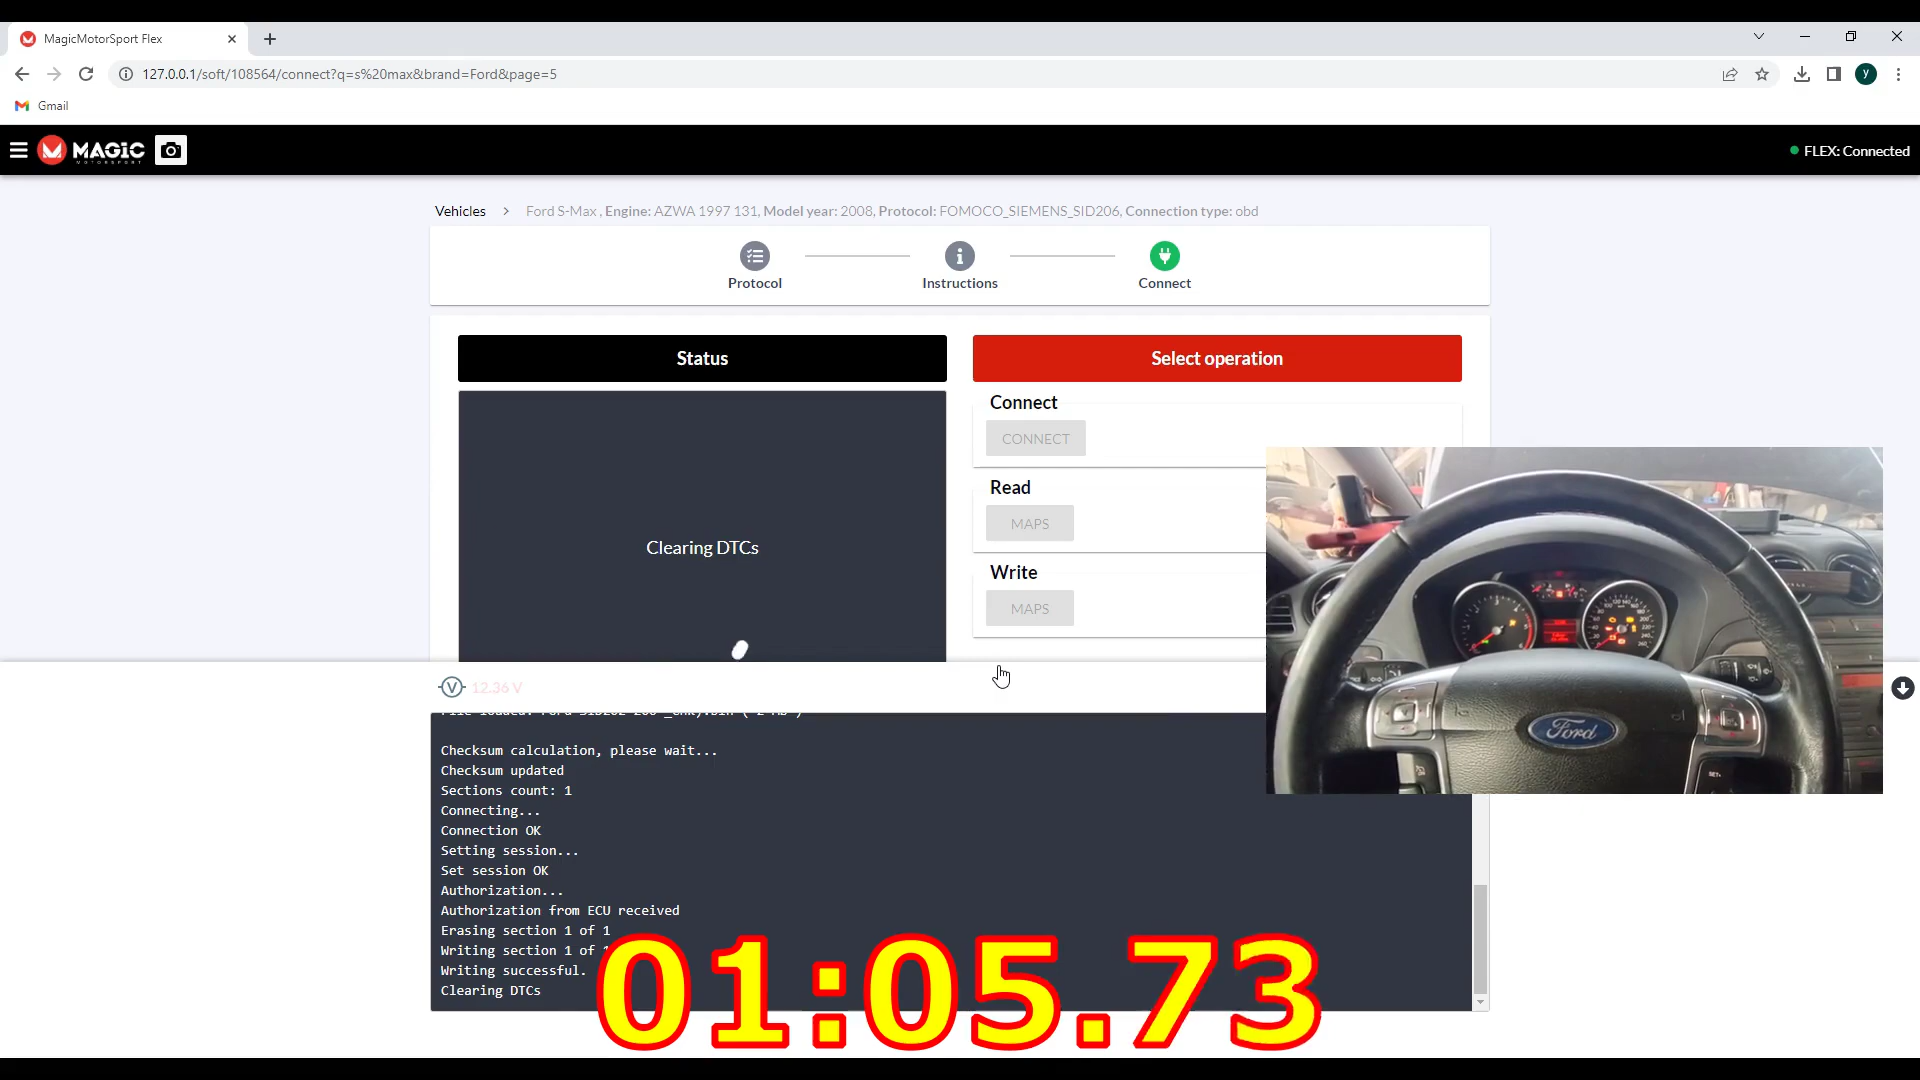 MagicMotorSport Flex
127.0.0.1/soft/108564/connect?q=s%20max&brand=Ford&page=5
y
Gmail
MAGIC
MOTORSPORT
FLEX: Connected
Vehicles > Ford S-Max , Engine: AZWA 1997 131, Model year: 2008, Protocol: FOMOCO_SIEMENS_SID206, Connection type: obd
Protocol
Instructions
Connect
Status
Select operation
Connect
CONNECT
Read
MAPS
Clearing DTCs
Write
MAPS
V 12.36 V
Ford
Checksum calculation, please wait...
Checksum updated
Sections count: 1
Connecting...
Connection OK
Setting session...
Set session OK
Authorization...
Authorization from ECU received
Erasing section 1 of 1
Writing section 1 of 1
Writing successful.
Clearing DTCs
01:05.73